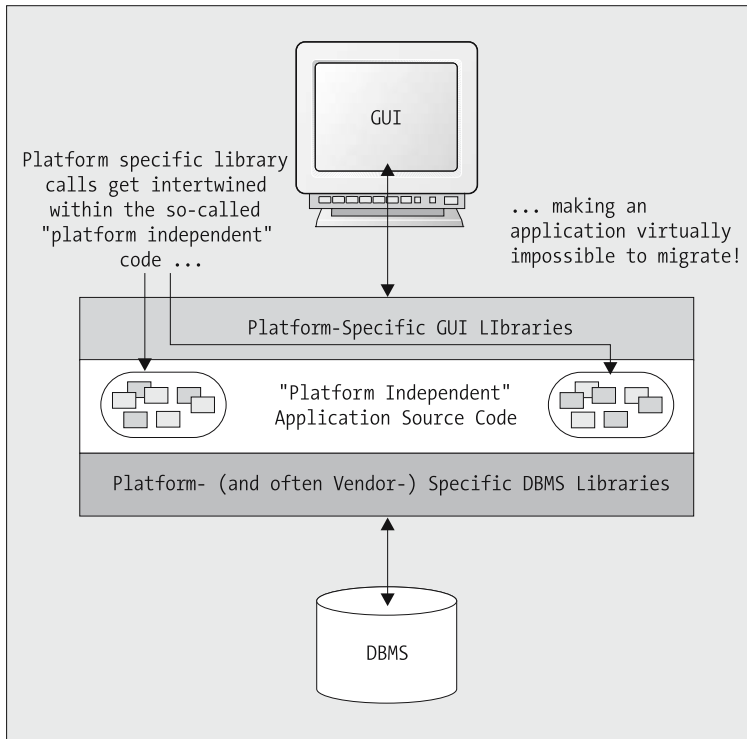 GUI
Platform specific library
calls get intertwined
within the so-called
"platform independent"
code ...
... making an
application virtually
impossible to migrate!
Platform-Specific GUI LIbraries
"Platform Independent"
Application Source Code
Platform- (and often Vendor-) Specific DBMS Libraries
DBMS